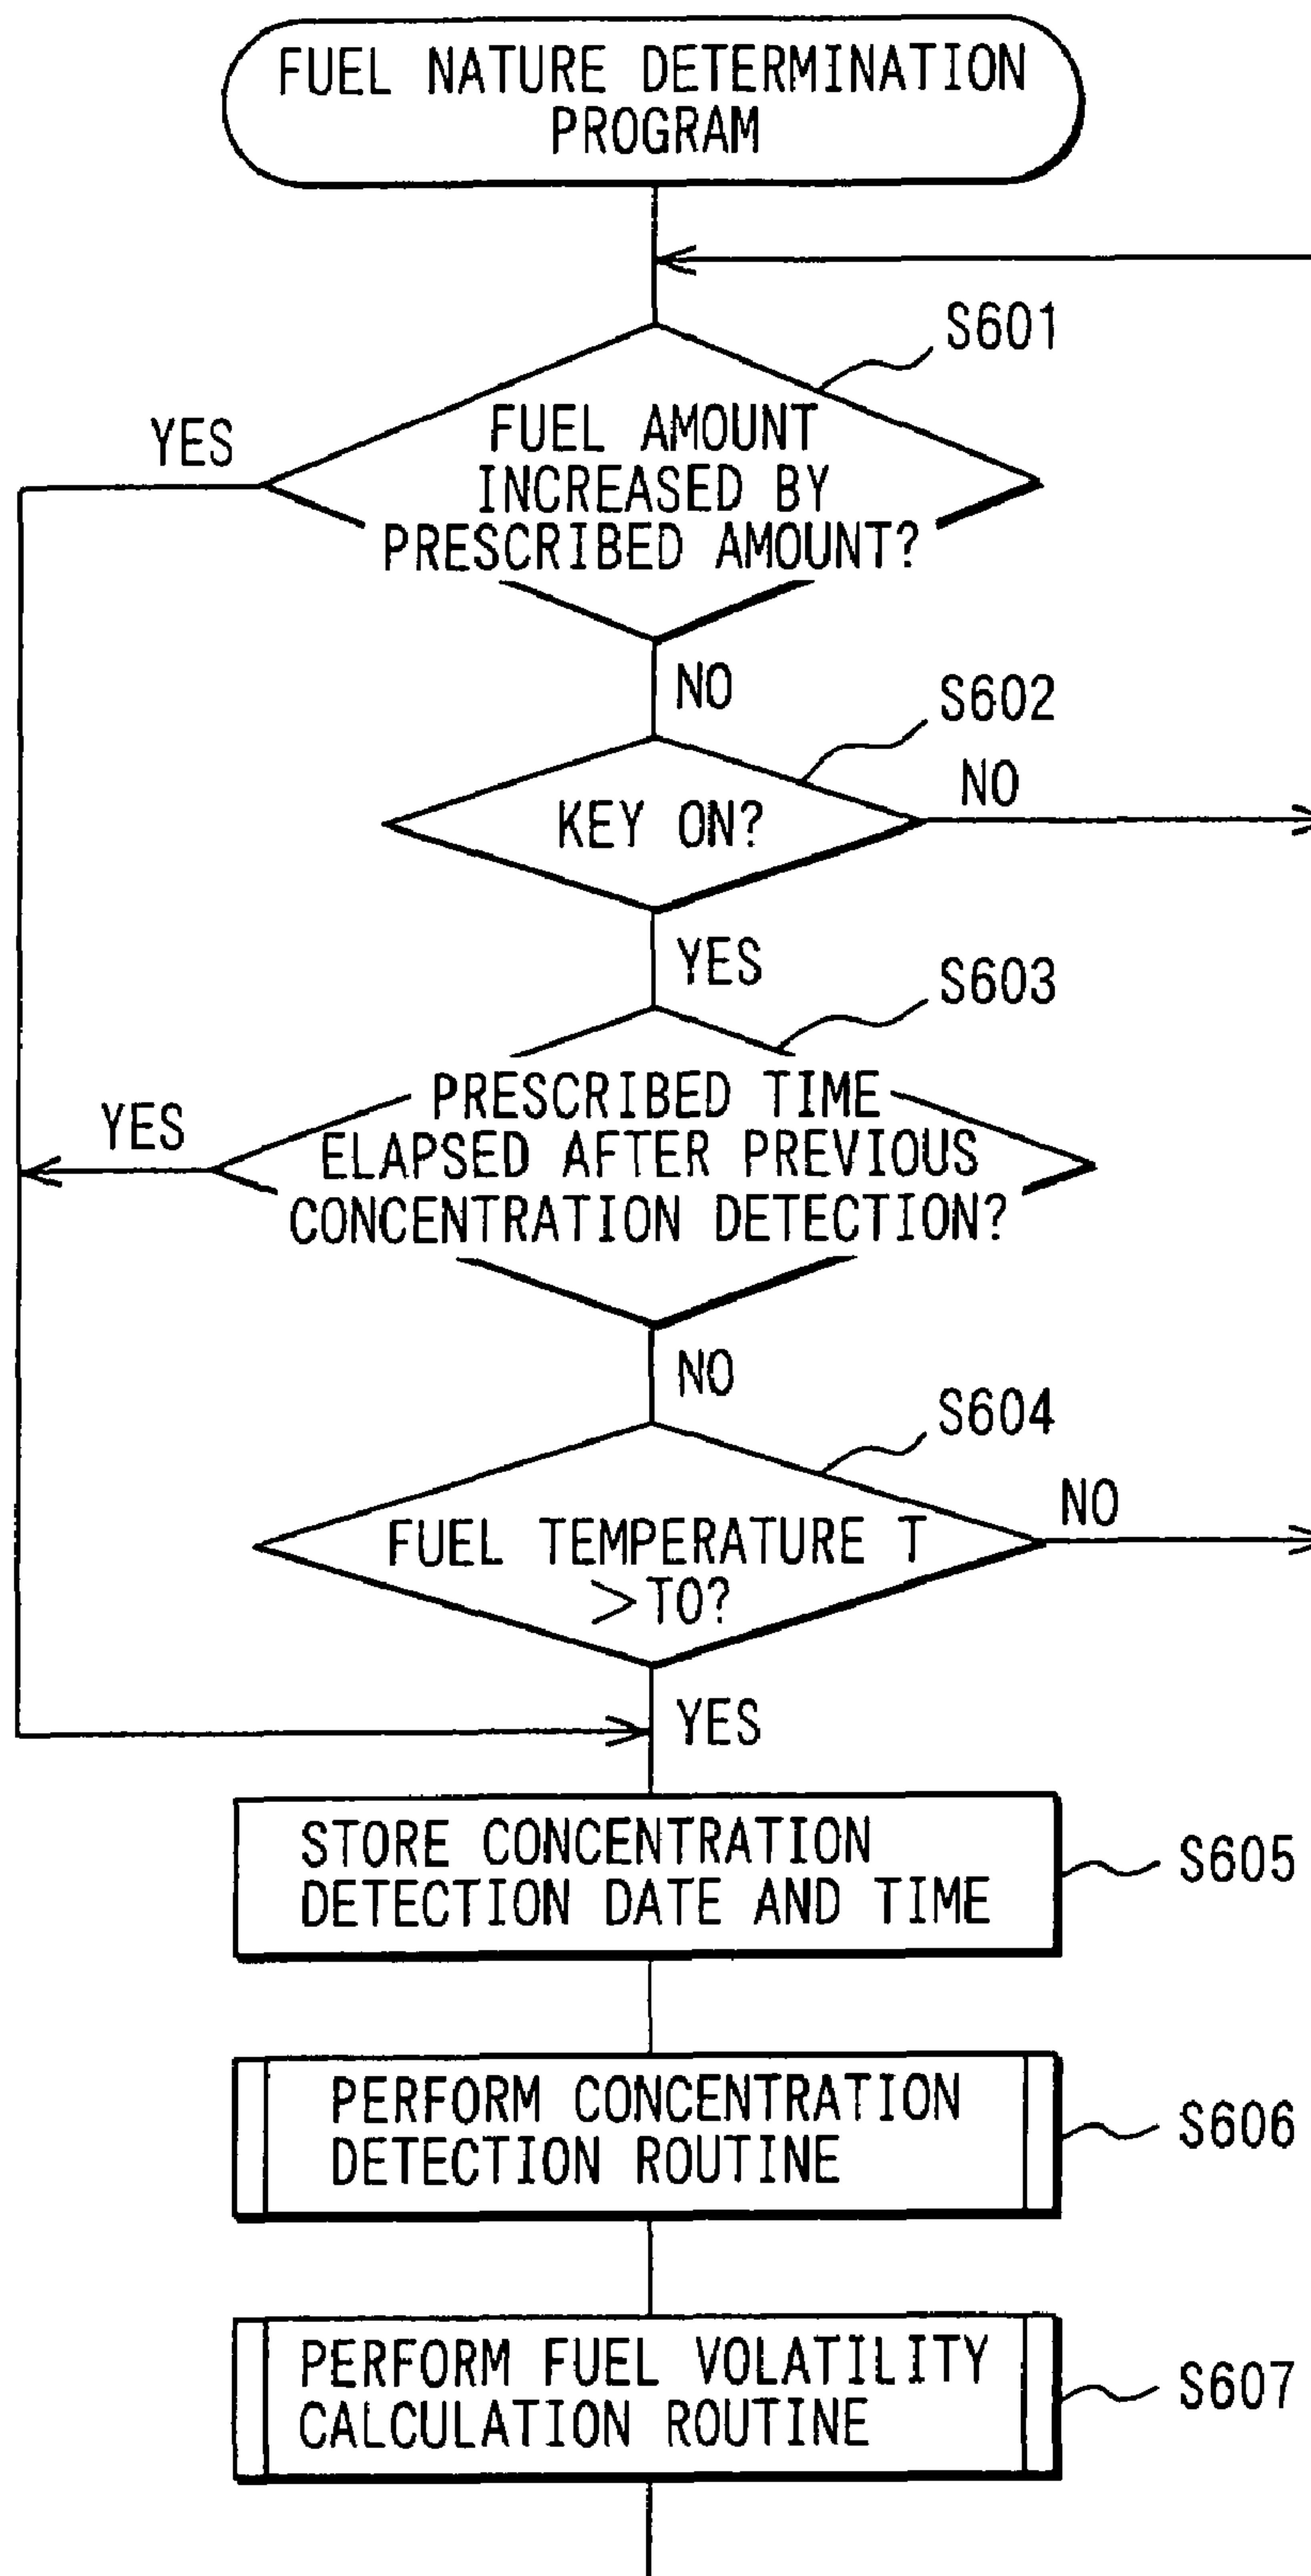 FUEL NATURE DETERMINATION
PROGRAM
S601
YES
FUEL AMOUNT
INCREASED BY
PRESCRIBED AMOUNT?
NO
S602
KEY ON?
NO
YES
S603
YES
PRESCRIBED TIME
ELAPSED AFTER PREVIOUS
CONCENTRATION DETECTION?
NO
S604
FUEL TEMPERATURE T
>TO?
NO
YES
STORE CONCENTRATION
DETECTION DATE AND TIME
S605
PERFORM CONCENTRATION
DETECTION ROUTINE
S606
PERFORM FUEL VOLATILITY
CALCULATION ROUTINE
S607